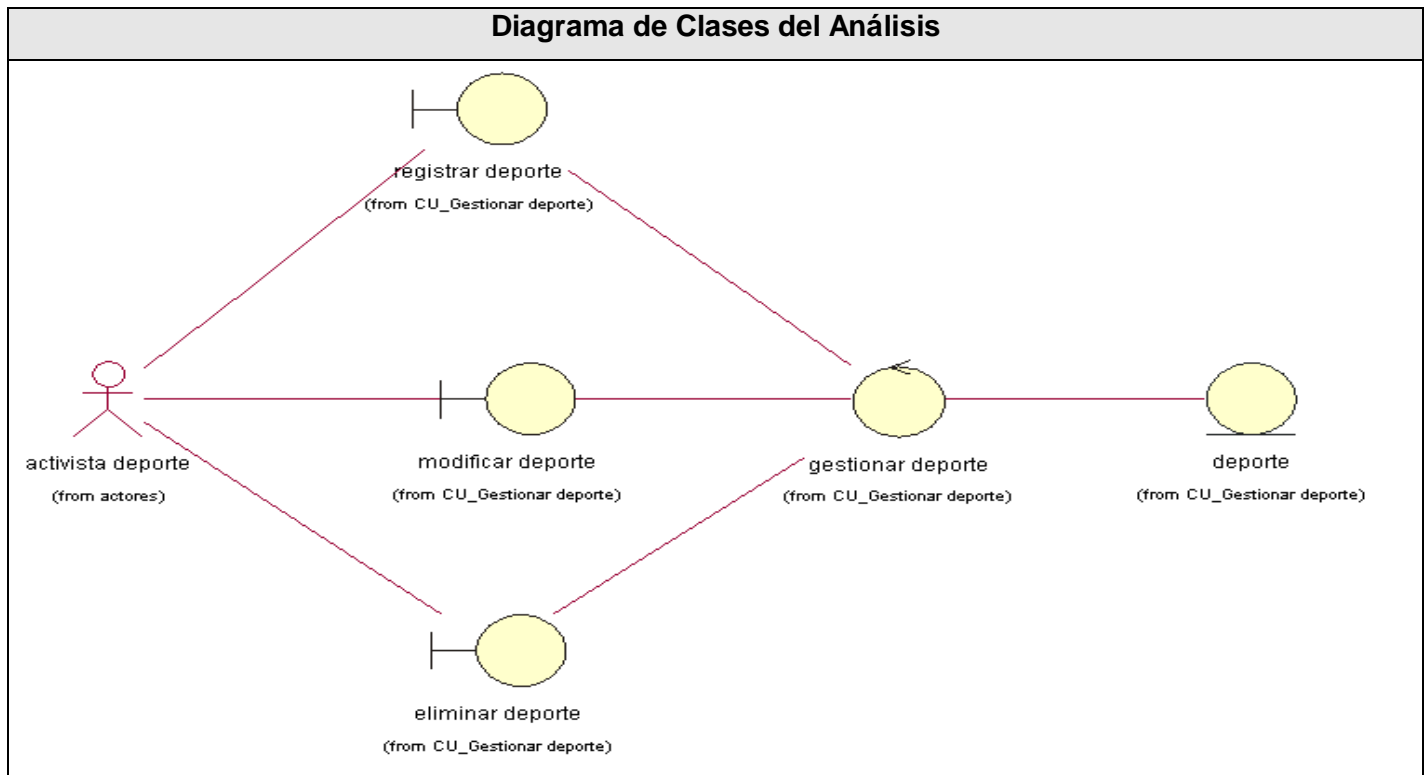 Diagrama de Clases del Análisis
registrar deporte
(from CU_Gestionar deporte)
activista deporte
(from actores)
modificar deporte
(from CU_Gestionar deporte)
gestionar deporte
(from CU_Gestionar deporte)
deporte
(from CU_Gestionar deporte)
eliminar deporte
(from CU_Gestionar deporte)